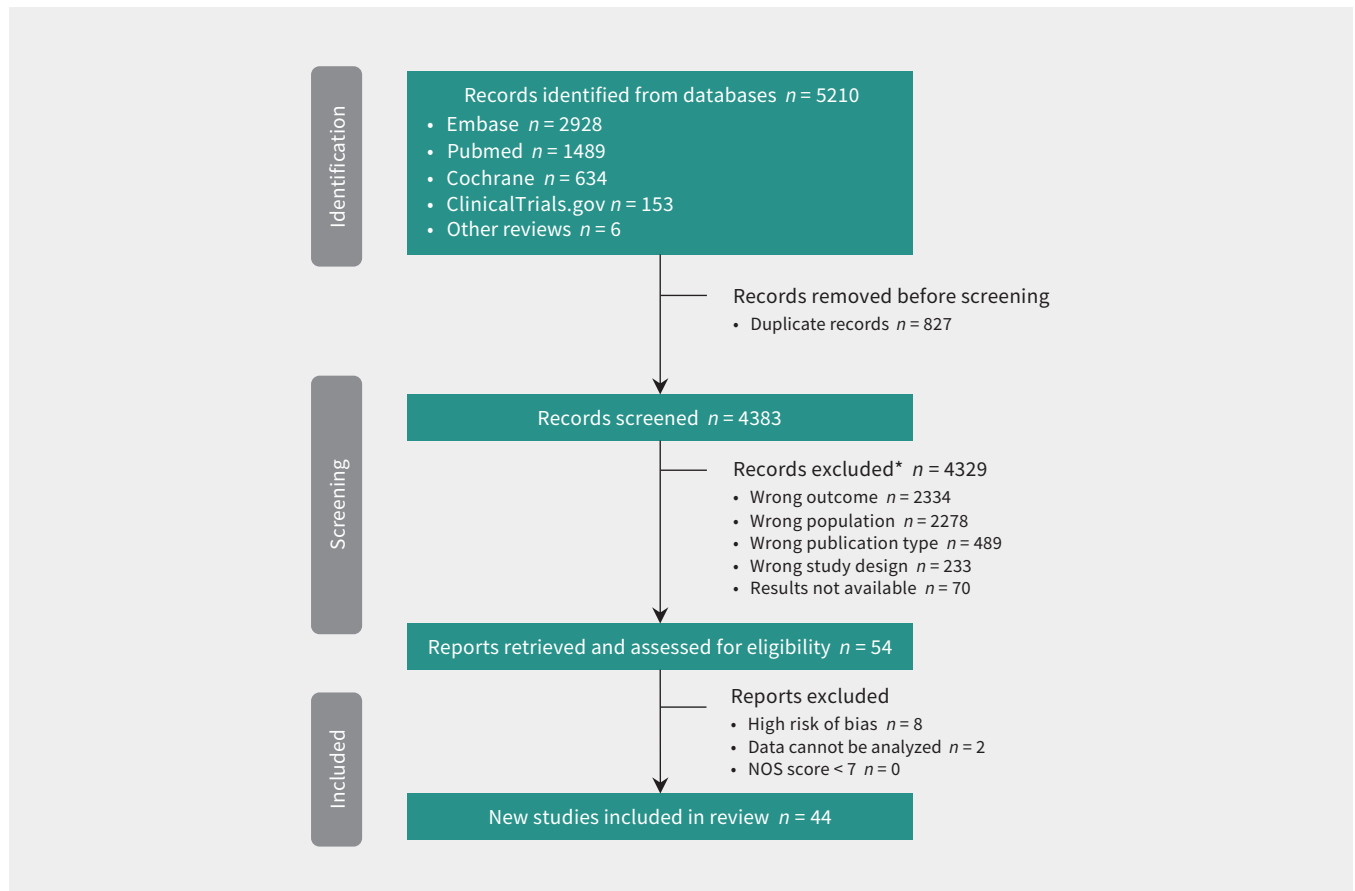 Identification
Records identified from databases n = 5210
• Embase n = 2928
• Pubmed n = 1489
• Cochrane n = 634
• ClinicalTrials.gov n = 153
• Other reviews n = 6
Records removed before screening
• Duplicate records n = 827
Screening
Records screened n = 4383
Records excluded* n = 4329
• Wrong outcome n = 2334
• Wrong population n = 2278
• Wrong publication type n = 489
• Wrong study design n = 233
• Results not available n = 70
Reports retrieved and assessed for eligibility n = 54
Included
Reports excluded
• High risk of bias n = 8
• Data cannot be analyzed n = 2
• NOS score < 7 n = 0
New studies included in review n = 44